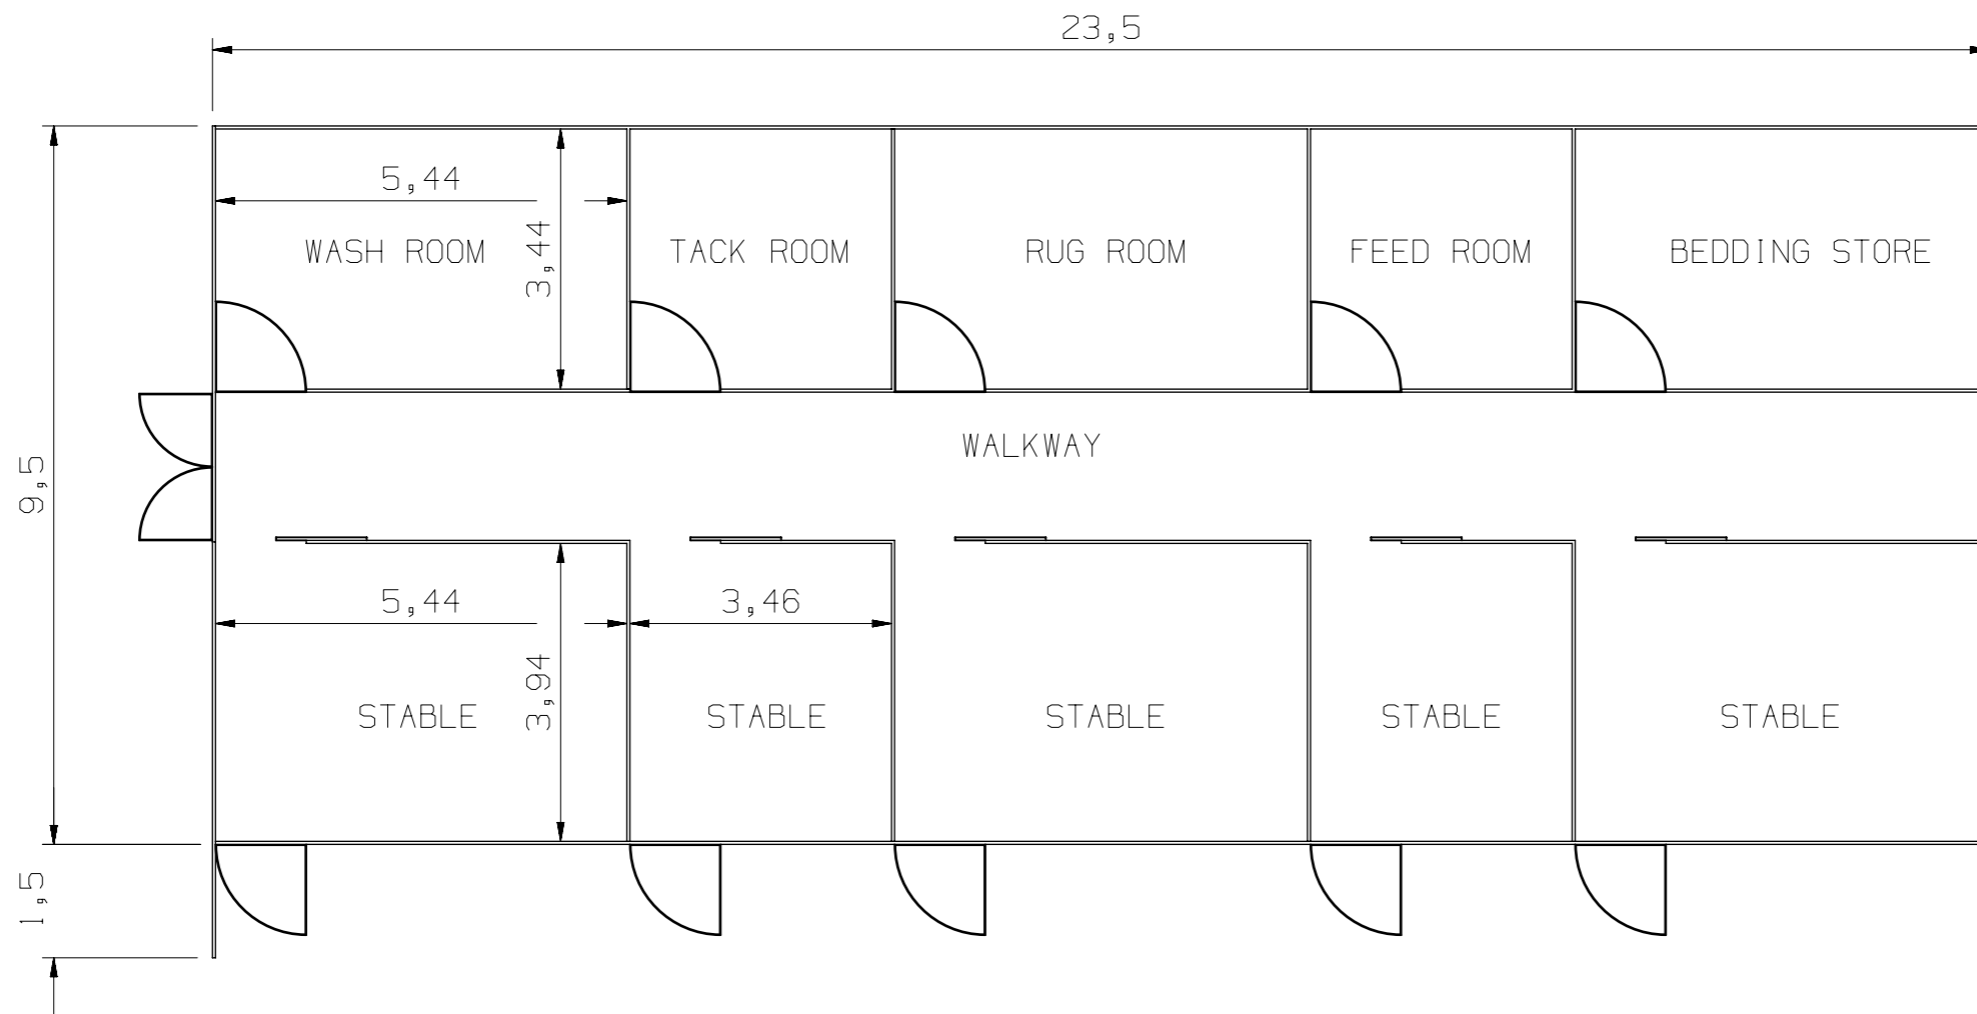 23,5
5,44
3,44
WASH ROOM
TACK ROOM
RUG ROOM
FEED ROOM
BEDDING STORE
WALKWAY
9,5
5,44
3,46
3,94
STABLE
STABLE
STABLE
STABLE
STABLE
1,5